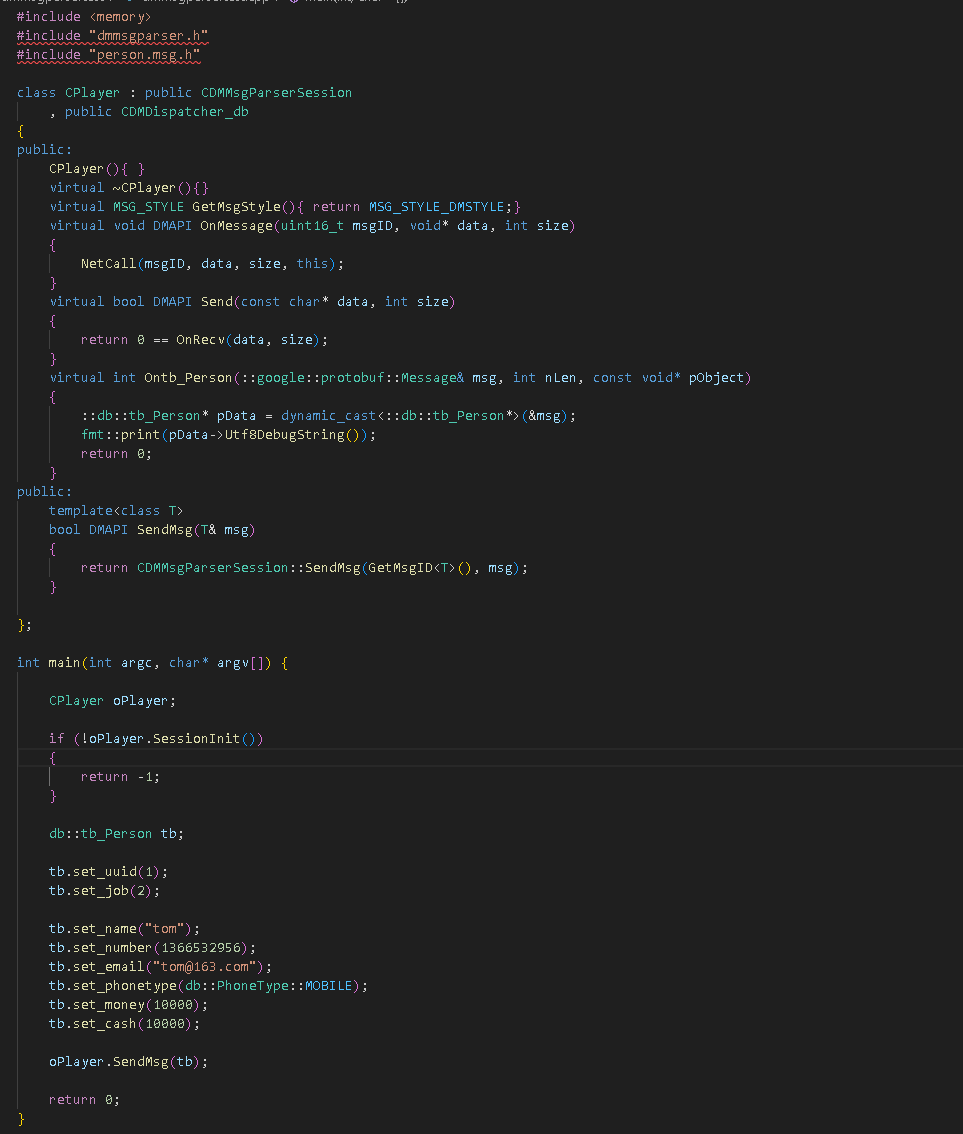 #include <memory>
#include "dmmsgparser.h"
#include "person.msg.h"

class CPlayer : public CDMMsgParserSession
    , public CDMDispatcher_db
{
public:
    CPlayer(){ }
    virtual ~CPlayer(){}
    virtual MSG_STYLE GetMsgStyle(){ return MSG_STYLE_DMSTYLE;}
    virtual void DMAPI OnMessage(uint16_t msgID, void* data, int size)
    {
        NetCall(msgID, data, size, this);
    }
    virtual bool DMAPI Send(const char* data, int size)
    {
        return 0 == OnRecv(data, size);
    }
    virtual int Ontb_Person(::google::protobuf::Message& msg, int nLen, const void* pObject)
    {
        ::db::tb_Person* pData = dynamic_cast<::db::tb_Person*>(&msg);
        fmt::print(pData->Utf8DebugString());
        return 0;
    }
public:
    template<class T>
    bool DMAPI SendMsg(T& msg)
    {
        return CDMMsgParserSession::SendMsg(GetMsgID<T>(), msg);
    }

};

int main(int argc, char* argv[]) {

    CPlayer oPlayer;

    if (!oPlayer.SessionInit())
    {
        return -1;
    }

    db::tb_Person tb;

    tb.set_uuid(1);
    tb.set_job(2);

    tb.set_name("tom");
    tb.set_number(1366532956);
    tb.set_email("tom@163.com");
    tb.set_phonetype(db::PhoneType::MOBILE);
    tb.set_money(10000);
    tb.set_cash(10000);

    oPlayer.SendMsg(tb);

    return 0;
}